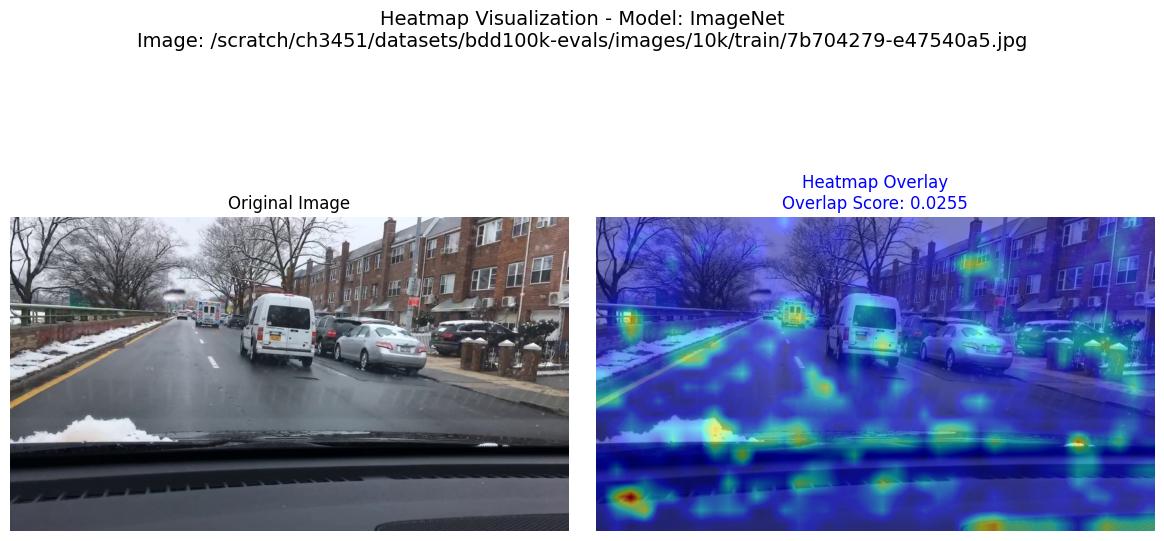 Heatmap Visualization - Model: ImageNet
Image: /scratch/ch3451/datasets/bdd100k-evals/images/10k/train/7b704279-e47540a5.jpg
Original Image
Heatmap Overlay
Overlap Score: 0.0255